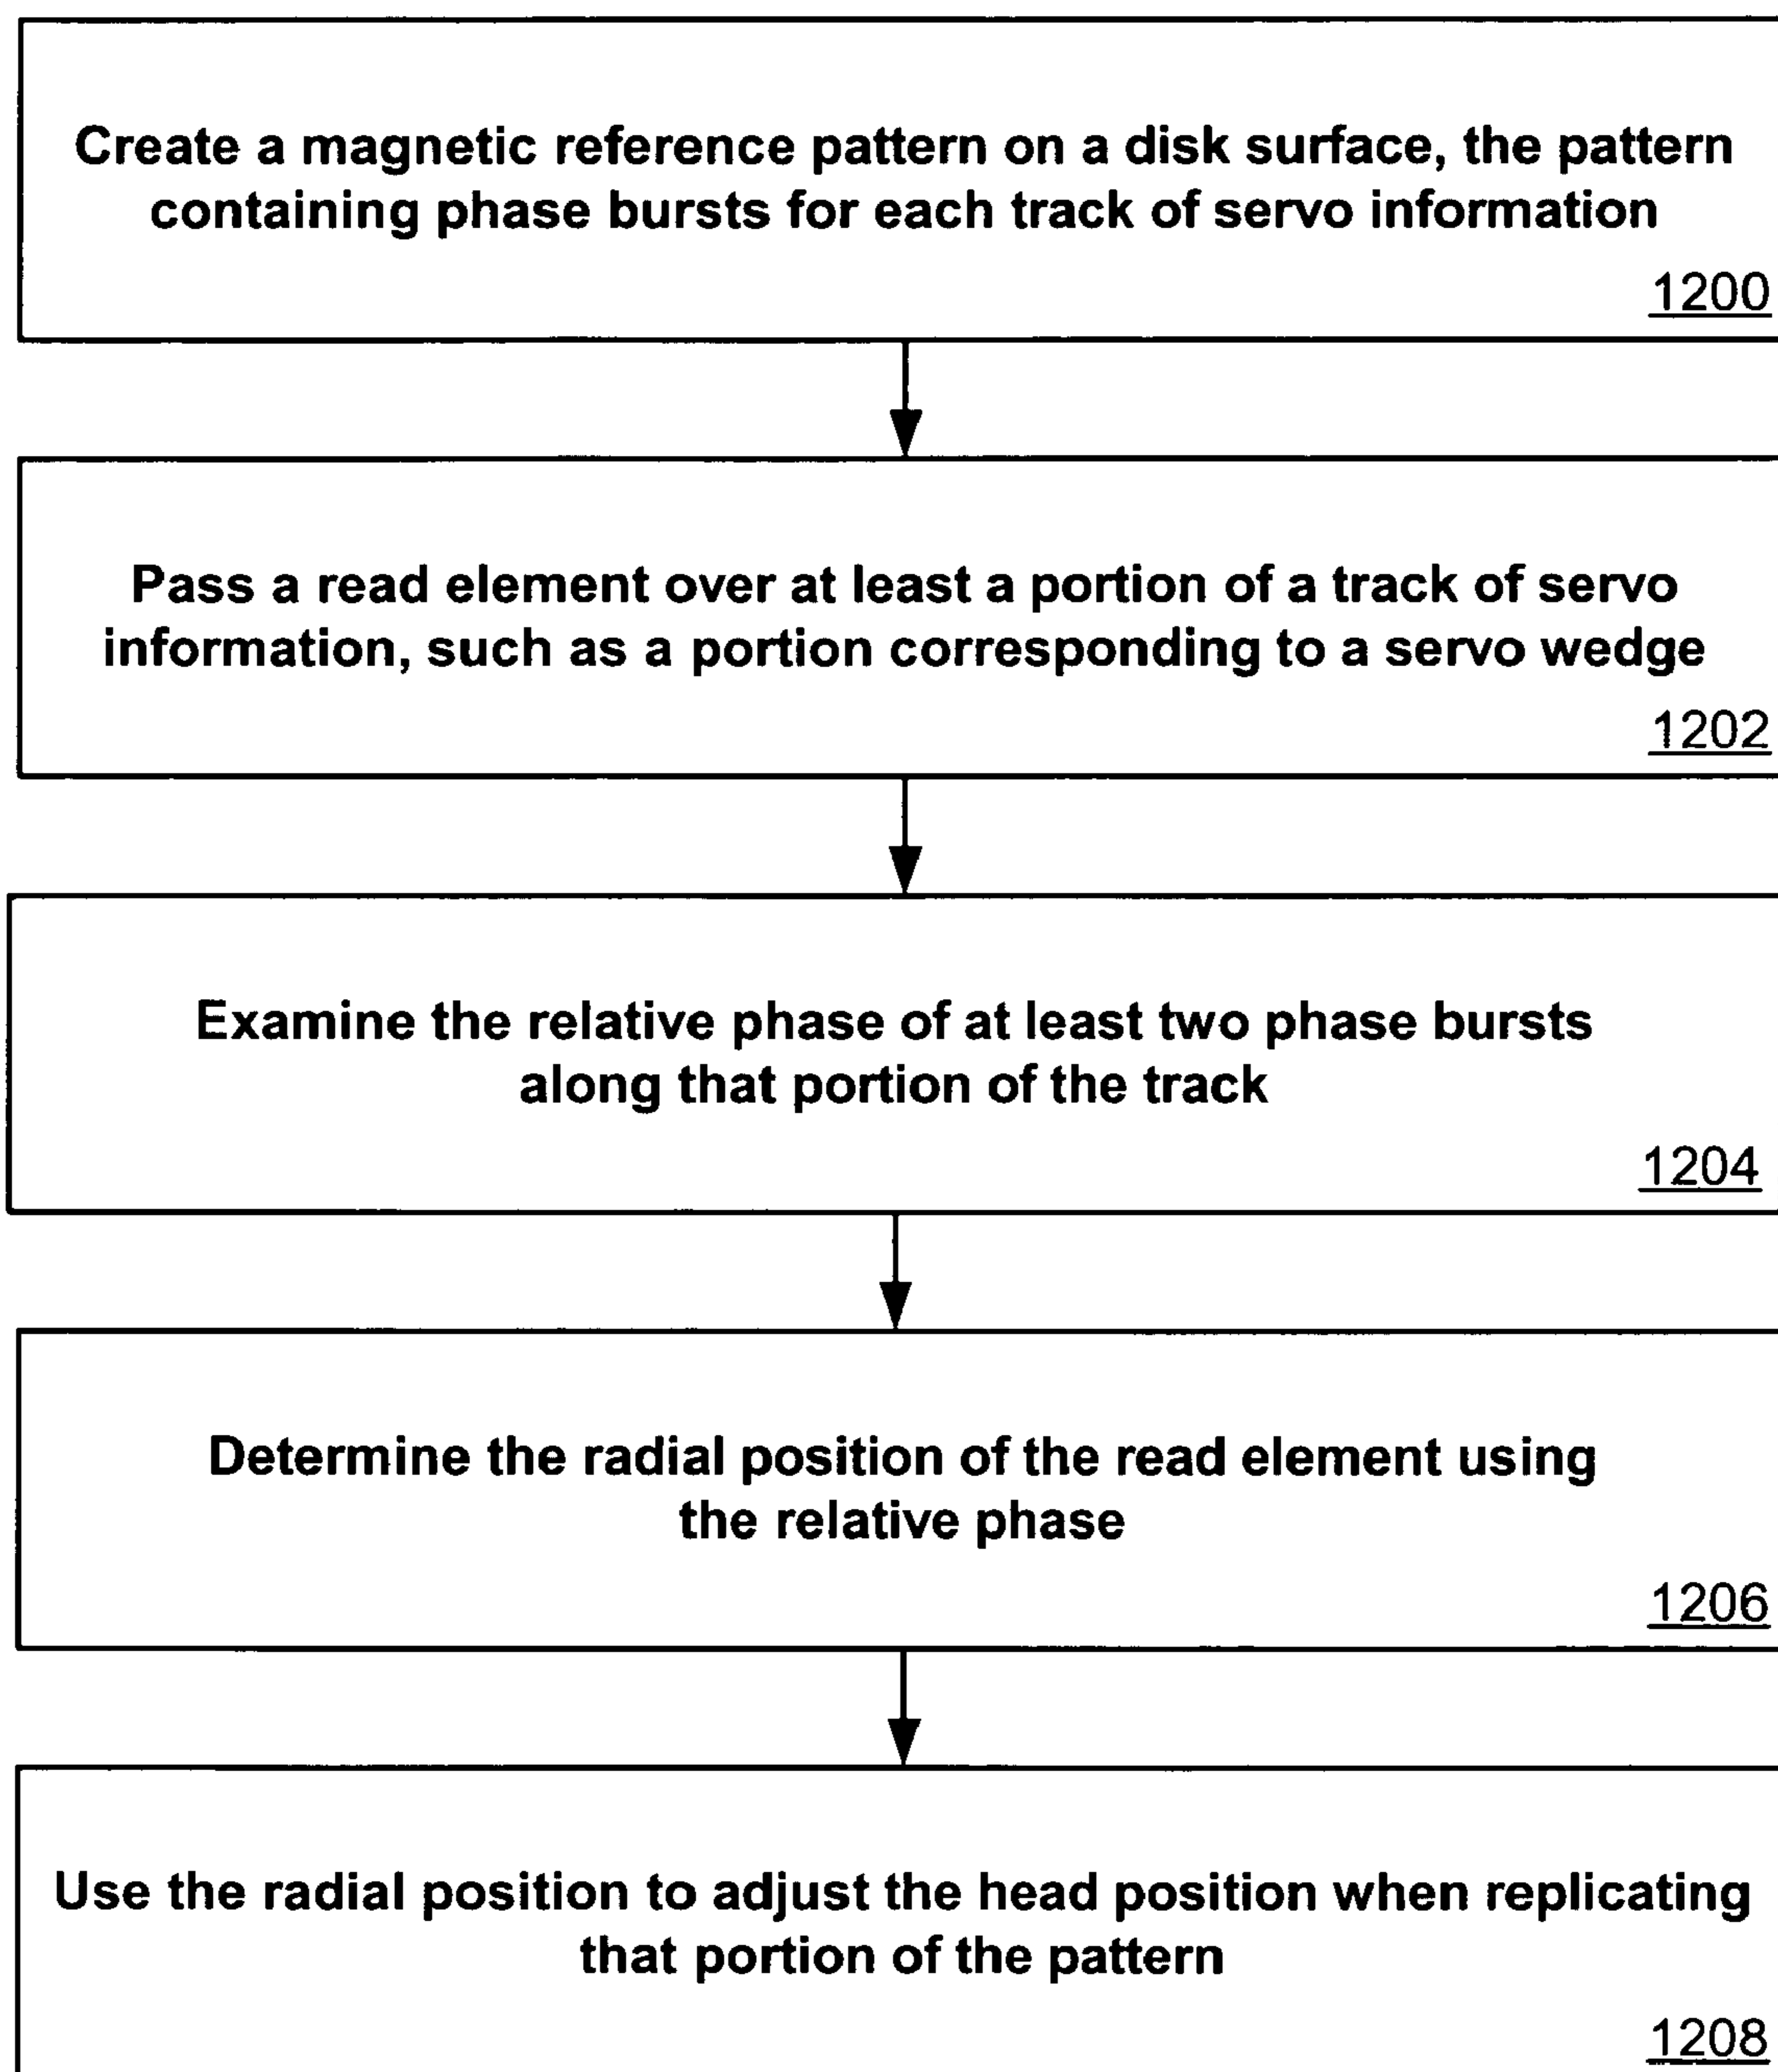 Create a magnetic reference pattern on a disk surface, the pattern
containing phase bursts for each track of servo information
1200
Pass a read element over at least a portion of a track of servo
information, such as a portion corresponding to a servo wedge
1202
Examine the relative phase of at least two phase bursts
along that portion of the track
1204
Determine the radial position of the read element using
the relative phase
1206
Use the radial position to adjust the head position when replicating
that portion of the pattern
1208